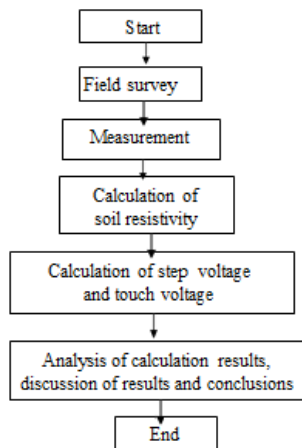 Start
Field survey
Measurement
Calculation of
soil resistivity
Calculation of step voltage
and touch voltage
Analysis of calculation results,
discussion of results and conclusions
End